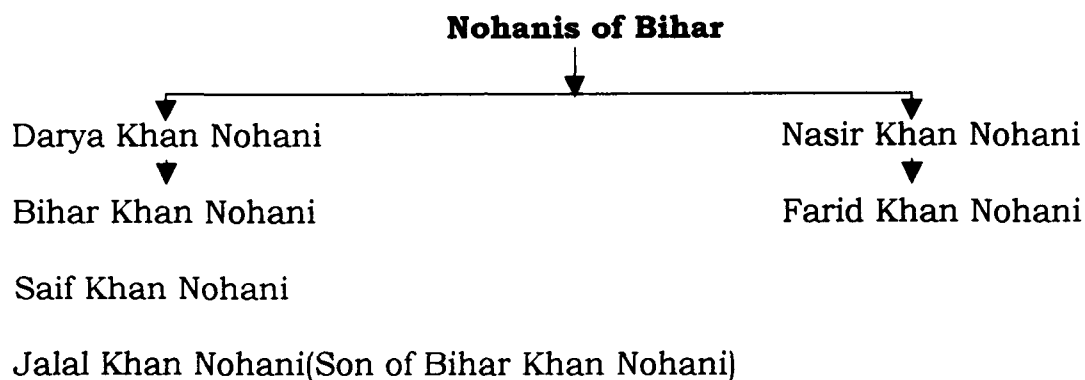 Nohanis of Bihar
Darya Khan Nohani
Nasir Khan Nohani
Bihar Khan Nohani
Farid Khan Nohani
Saif Khan Nohani
Jalal Khan Nohani(Son of Bihar Khan Nohani)